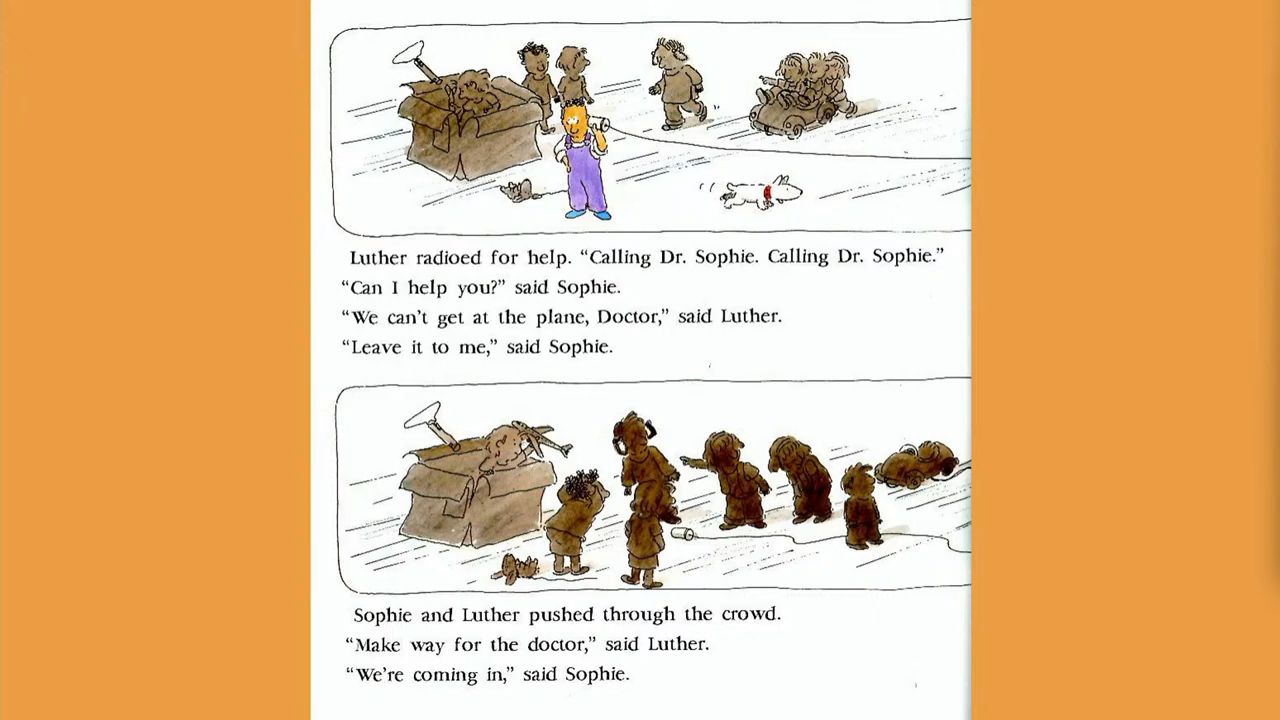 Luther radioed for help. “Calling Dr. Sophie. Calling Dr. Sophie.”
“Can I help you?” said Sophie.
“We can’t get at the plane, Doctor,” said Luther.
“Leave it to me,” said Sophie.
Sophie and Luther pushed through the crowd.
“Make way for the doctor,” said Luther.
“We’re coming in,” said Sophie.